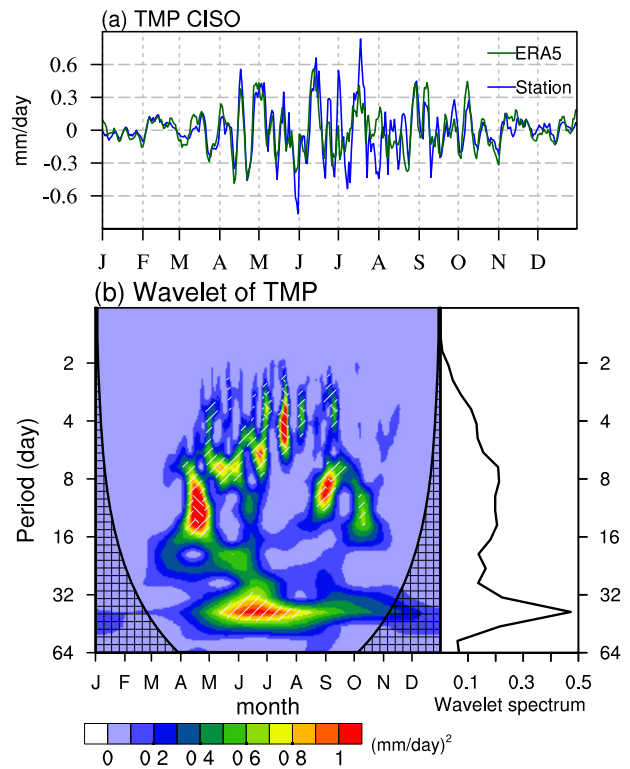 (a) TMP CISO
ERA5
Station
0.6
0.3
0
-0.3
-0.6
mm/day
J F M A M J J A S O N D
(b) Wavelet of TMP
2 2
4 4
8 8
16 16
32 32
64 64
Period (day)
J F M A M J J A S O N D
month
0.1 0.3 0.5
Wavelet spectrum
0 0 2 0 4 0 6 0 8 1
(mm/day)²